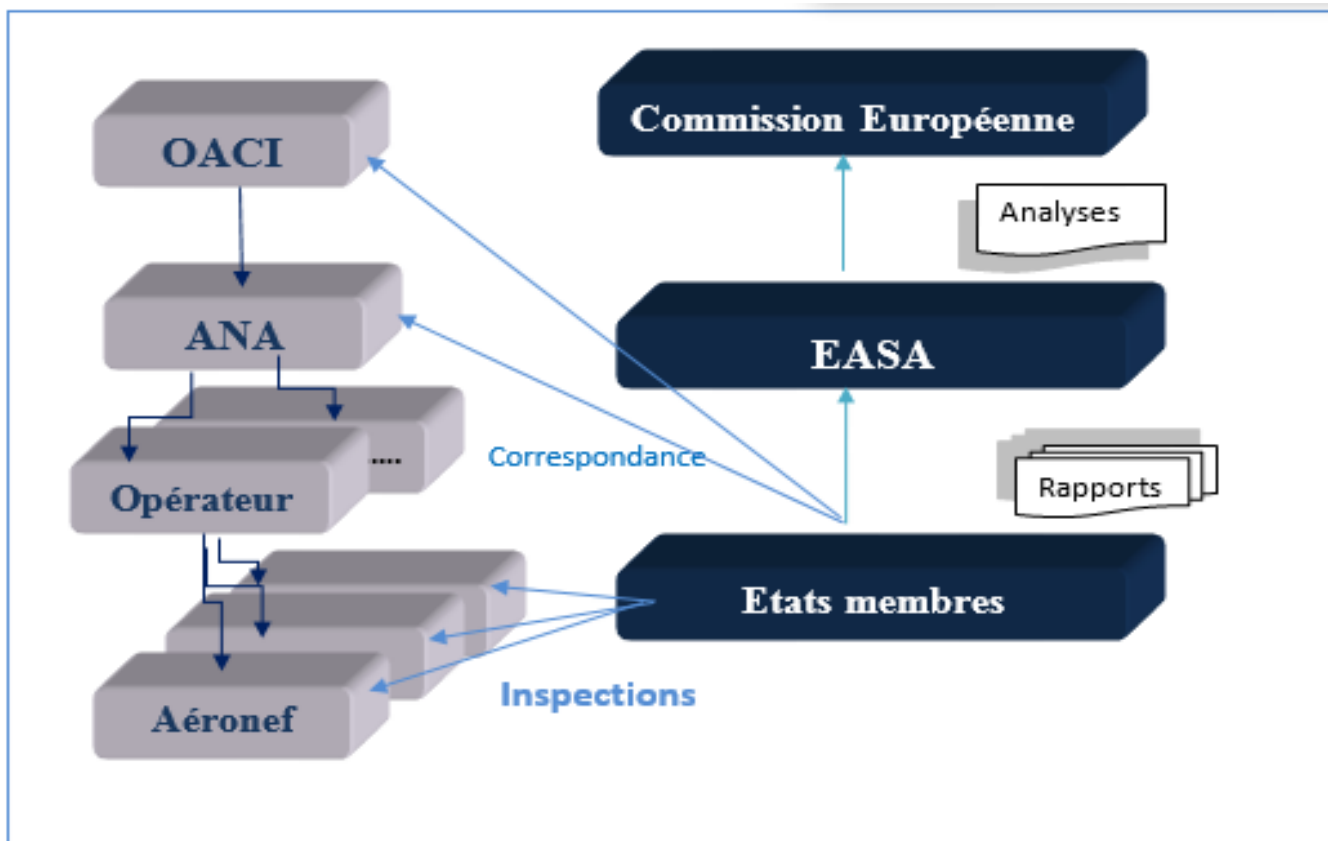 OACI
Commission Européenne
Analyses
ANA
EASA
....
Correspondance
Opérateur
Rapports
Etats membres
Inspections
Aéronef